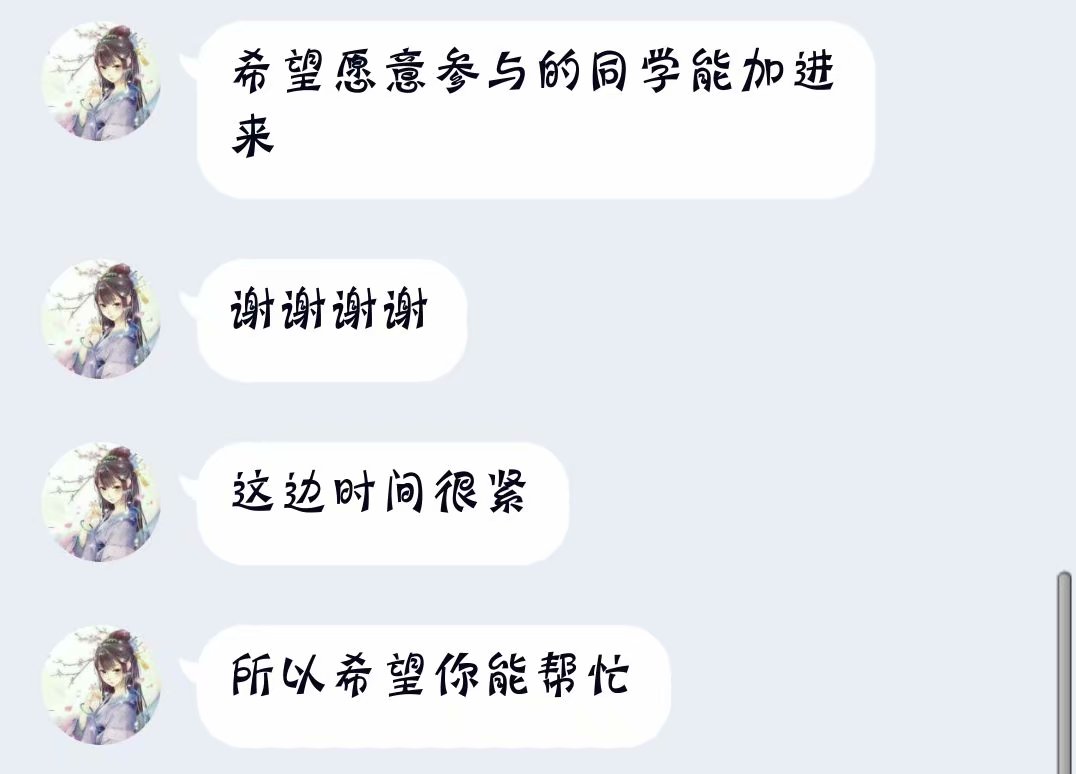 希望愿意参与的同学能加进
来
谢谢谢谢
这边时间很紧
所以希望你能帮忙